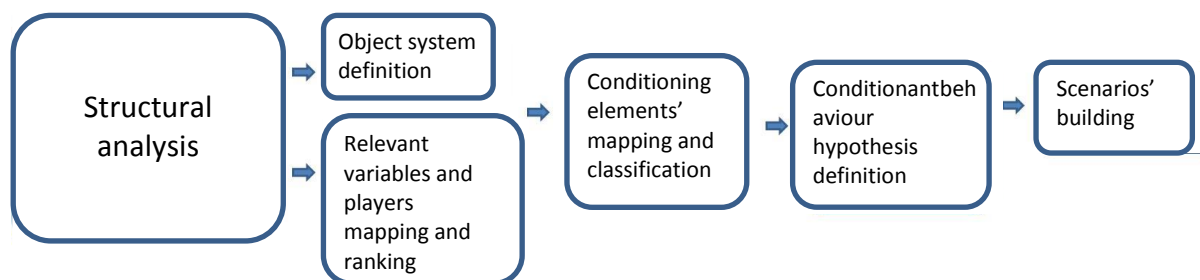 Structural
analysis
Object system
definition
Relevant
variables and
players
mapping and
ranking
Conditioning
elements’
mapping and
classification
Conditionantbeh
aviour
hypothesis
definition
Scenarios’
building